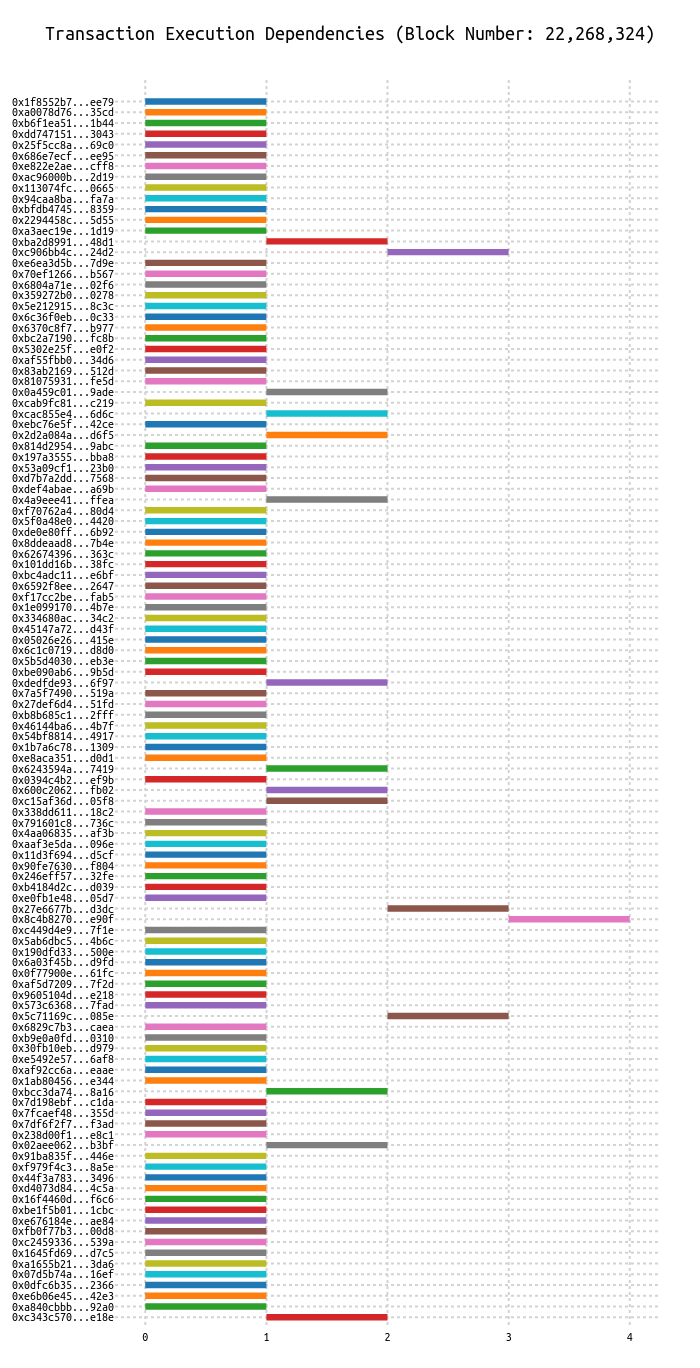 Transaction Execution Dependencies (Block Number: 22,268,324)
0x1f8552b7...ee79
0xa0078d76...35cd
0xb6f1ea51...1b44
0xdd747151...3043
0x25f5cc8a...69c0
0x686e7ecf...ee95
0xe822e2ae...cff8
0xac96000b...2d19
0x113074fc...0665
0x94caa8ba...fa7a
0xbfdb4745...8359
0x2294458c...5d55
0xa3aec19e...1d19
0xba2d8991...48d1
0xc906bb4c...24d2
0xe6ea3d5b...7d9e
0x70ef1266...b567
0x6804a71e...02f6
0x359272b0...0278
0x5e212915...8c3c
0x6c36f0eb...0c33
0x6370c8f7...b977
0xbc2a7190...fc8b
0x5302e25f...e0f2
0xaf55fbb0...34d6
0x83ab2169...512d
0x81075931...fe5d
0x0a459c01...9ade
0xcab9fc81...c219
0xcac855e4...6d6c
0xebc76e5f...42ce
0x2d2a084a...d6f5
0x814d2954...9abc
0x197a3555...bba8
0x53a09cf1...23b0
0xd7b7a2dd...7568
0xdef4abae...a69b
0x4a9eee41...ffea
0xf70762a4...80d4
0x5f0a48e0...4420
0xde0e80ff...6b92
0x8ddeaad8...7b4e
0x62674396...363c
0x101dd16b...38fc
0xbc4adc11...e6bf
0x6592f8ee...2647
0xf17cc2be...fab5
0x1e099170...4b7e
0x334680ac...34c2
0x45147a72...d43f
0x05026e26...415e
0x6c1c0719...d8d0
0x5b5d4030...eb3e
0xbe090ab6...9b5d
0xdedfde93...6f97
0x7a5f7490...519a
0x27def6d4...51fd
0xb8b685c1...2fff
0x46144ba6...4b7f
0x54bf8814...4917
0x1b7a6c78...1309
0xe8aca351...d0d1
0x6243594a...7419
0x0394c4b2...ef9b
0x600c2062...fb02
0xc15af36d...05f8
0x338dd611...18c2
0x791601c8...736c
0x4aa06835...af3b
0xaaf3e5da...096e
0x11d3f694...d5cf
0x90fe7630...f804
0x246eff57...32fe
0xb4184d2c...d039
0xe0fb1e48...05d7
0x27e6677b...d3dc
0x8c4b8270...e90f
0xc449d4e9...7f1e
0x5ab6dbc5...4b6c
0x190dfd33...500e
0x6a03f45b...d9fd
0x0f77900e...61fc
0xaf5d7209...7f2d
0x9605104d...e218
0x573c6368...7fad
0x5c71169c...085e
0x6829c7b3...caea
0xb9e0a0fd...0310
0x30fb10eb...d979
0xe5492e57...6af8
0xaf92cc6a...eaae
0x1ab80456...e344
0xbcc3da74...8a16
0x7d198ebf...c1da
0x7fcaef48...355d
0x7df6f2f7...f3ad
0x238d00f1...e8c1
0x02aee062...b3bf
0x91ba835f...446e
0xf979f4c3...8a5e
0x44f3a783...3496
0xd4073d84...4c5a
0x16f4460d...f6c6
0xbe1f5b01...1cbc
0xe676184e...ae84
0xfb0f77b3...00d8
0xc2459336...539a
0x1645fd69...d7c5
0xa1655b21...3da6
0x07d5b74a...16ef
0x0dfc6b35...2366
0xe6b06e45...42e3
0xa840cbbb...92a0
0xc343c570...e18e
0 1 2 3 4